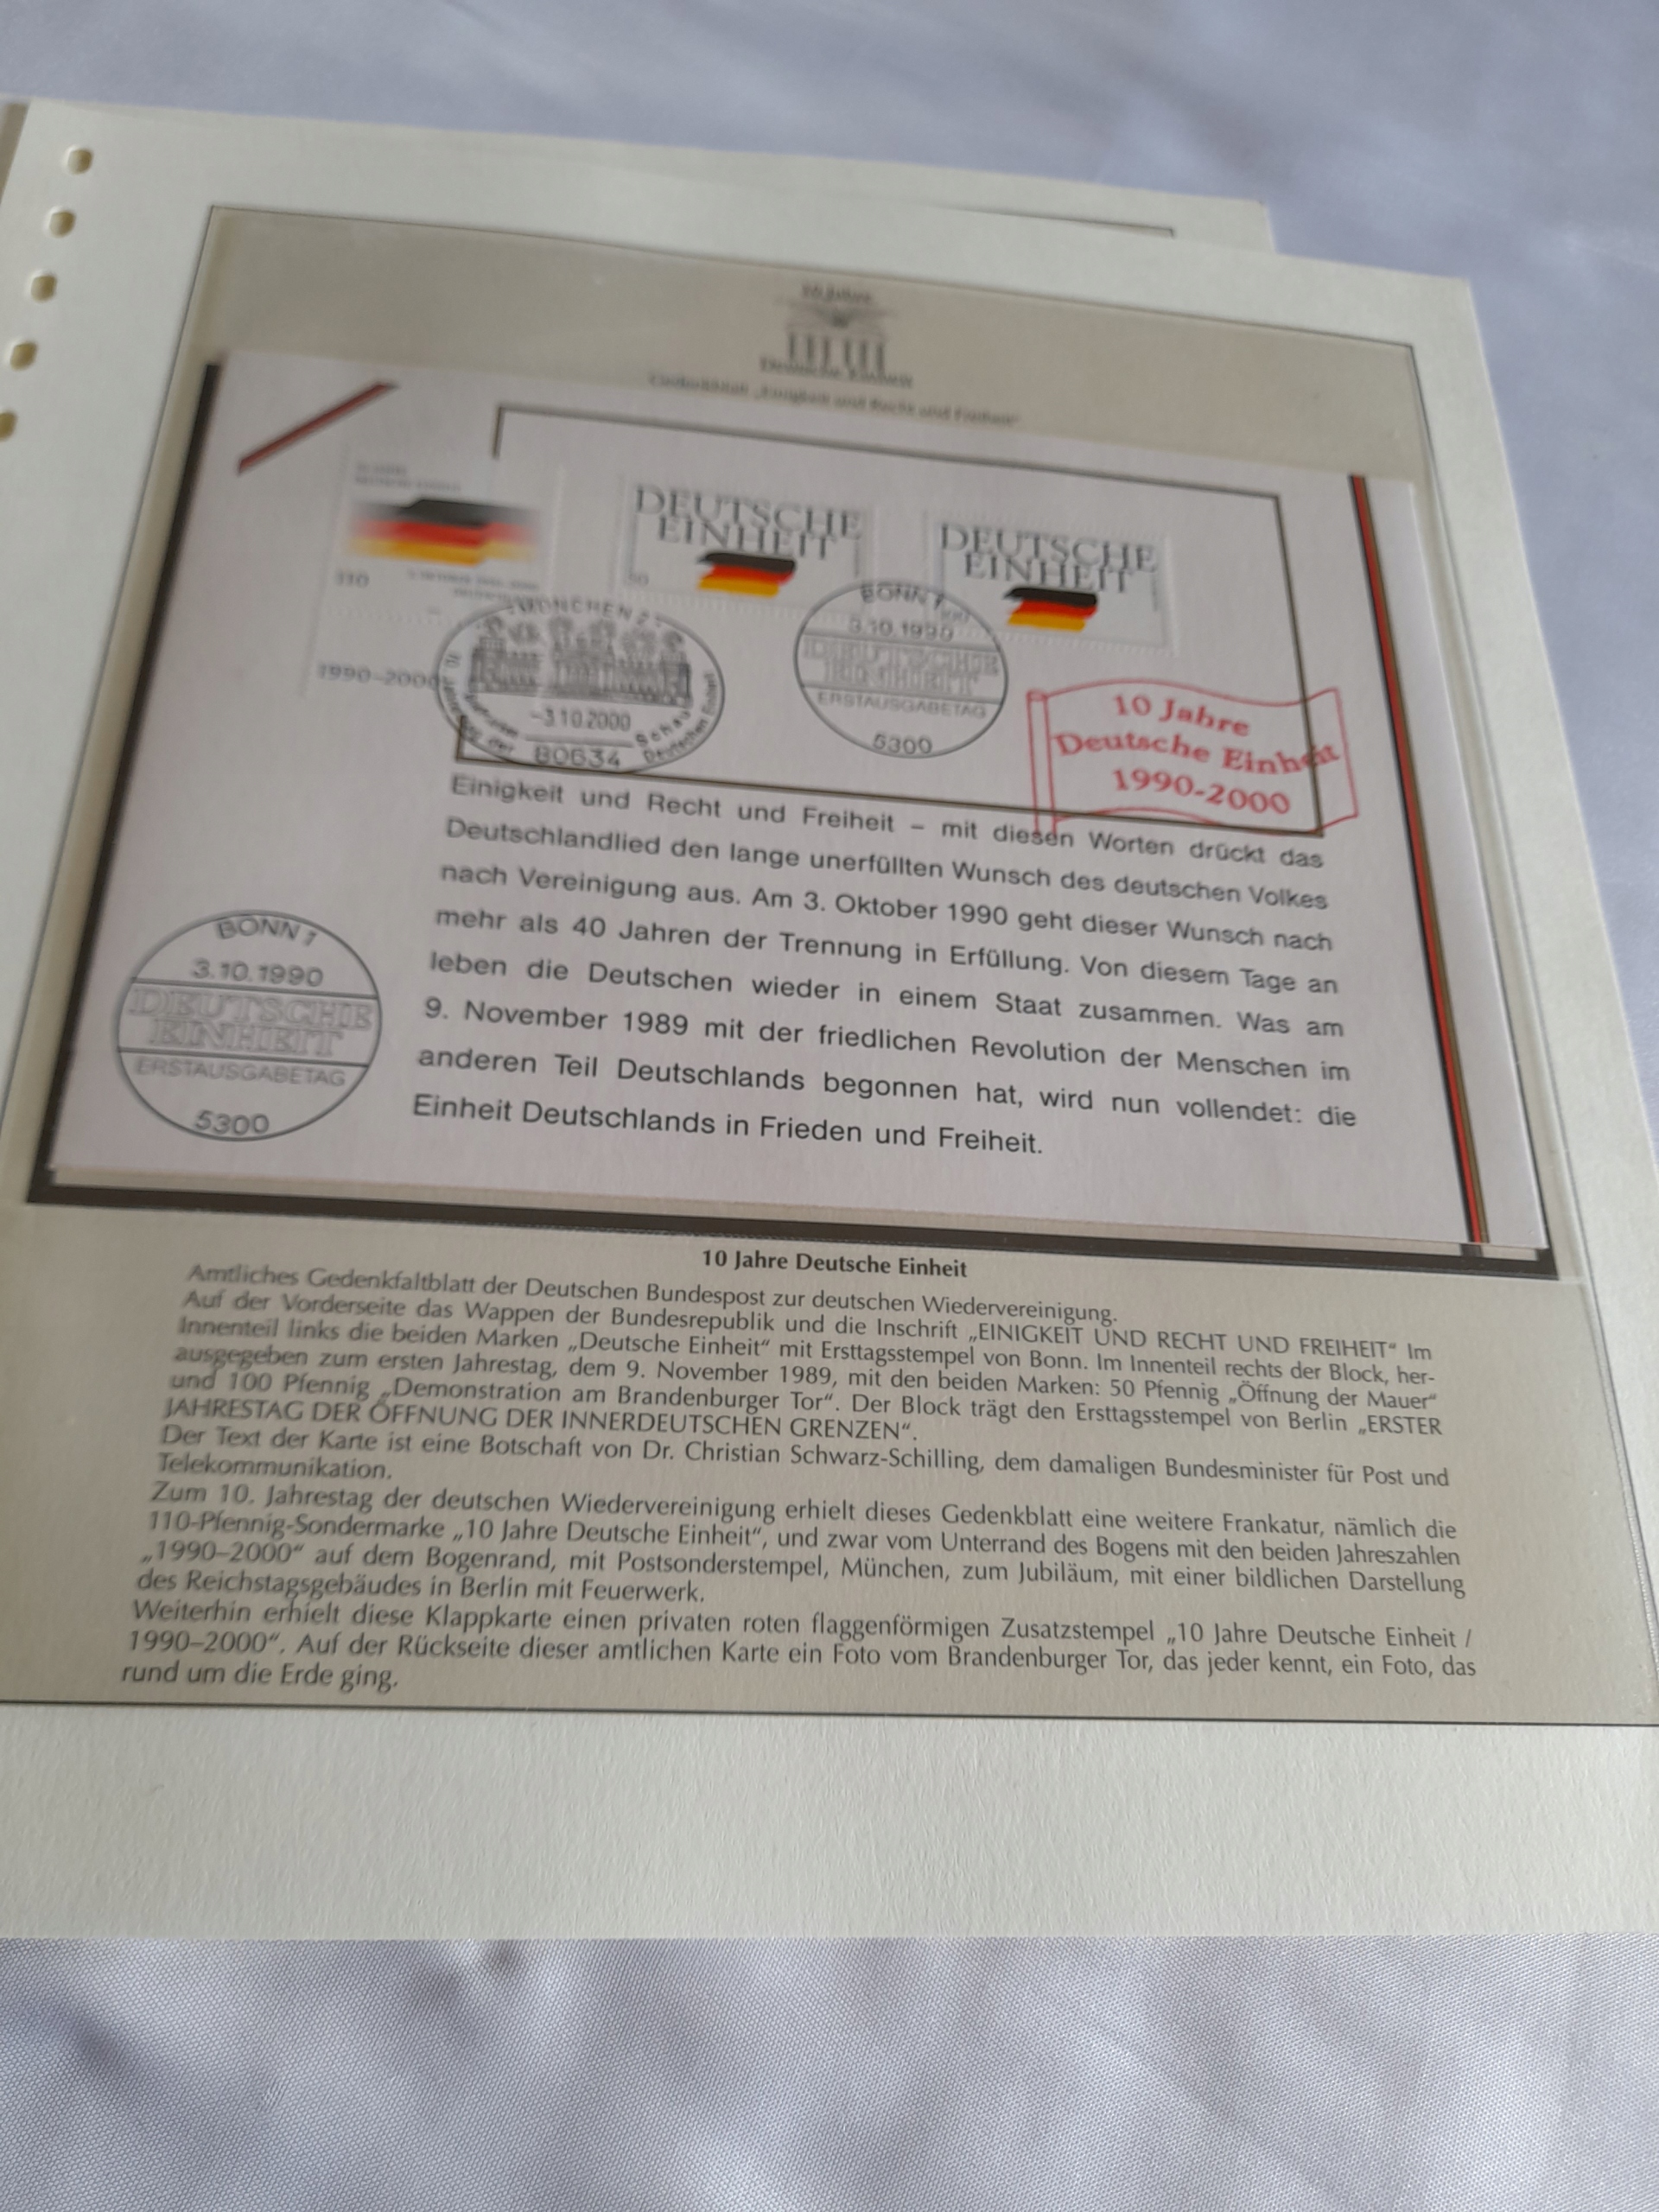 10 Jahre
Deutsche Einheit
„Einigkeit und Recht und Freiheit“
DEUTSCHE
EINHEIT
50
DEUTSCHE
EINHEIT
100
110
1990–2000
MÜNCHEN
-3.10.2000
80634
Deutschen Einheit
BONN 1
3.10.1990
DEUTSCHE
EINHEIT
ERSTAUSGABETAG
5300
10 Jahre
Deutsche Einheit
1990-2000
Einigkeit und Recht und Freiheit – mit diesen Worten drückt das
Deutschlandlied den lange unerfüllten Wunsch des deutschen Volkes
nach Vereinigung aus. Am 3. Oktober 1990 geht dieser Wunsch nach
mehr als 40 Jahren der Trennung in Erfüllung. Von diesem Tage an
leben die Deutschen wieder in einem Staat zusammen. Was am
9. November 1989 mit der friedlichen Revolution der Menschen im
anderen Teil Deutschlands begonnen hat, wird nun vollendet: die
Einheit Deutschlands in Frieden und Freiheit.
BONN 1
3.10.1990
DEUTSCHE
EINHEIT
ERSTAUSGABETAG
5300
10 Jahre Deutsche Einheit
Amtliches Gedenkfaltblatt der Deutschen Bundespost zur deutschen Wiedervereinigung.
Auf der Vorderseite das Wappen der Bundesrepublik und die Inschrift „EINIGKEIT UND RECHT UND FREIHEIT“ Im
Innenteil links die beiden Marken „Deutsche Einheit“ mit Ersttagsstempel von Bonn. Im Innenteil rechts der Block, her-
ausgegeben zum ersten Jahrestag, dem 9. November 1989, mit den beiden Marken: 50 Pfennig „Öffnung der Mauer“
und 100 Pfennig „Demonstration am Brandenburger Tor“. Der Block trägt den Ersttagsstempel von Berlin „ERSTER
JAHRESTAG DER ÖFFNUNG DER INNERDEUTSCHEN GRENZEN“.
Der Text der Karte ist eine Botschaft von Dr. Christian Schwarz-Schilling, dem damaligen Bundesminister für Post und
Telekommunikation.
Zum 10. Jahrestag der deutschen Wiedervereinigung erhielt dieses Gedenkblatt eine weitere Frankatur, nämlich die
110-Pfennig-Sondermarke „10 Jahre Deutsche Einheit“, und zwar vom Unterrand des Bogens mit den beiden Jahreszahlen
„1990–2000“ auf dem Bogenrand, mit Postsonderstempel, München, zum Jubiläum, mit einer bildlichen Darstellung
des Reichstagsgebäudes in Berlin mit Feuerwerk.
Weiterhin erhielt diese Klappkarte einen privaten roten flaggenförmigen Zusatzstempel „10 Jahre Deutsche Einheit /
1990–2000“. Auf der Rückseite dieser amtlichen Karte ein Foto vom Brandenburger Tor, das jeder kennt, ein Foto, das
rund um die Erde ging.